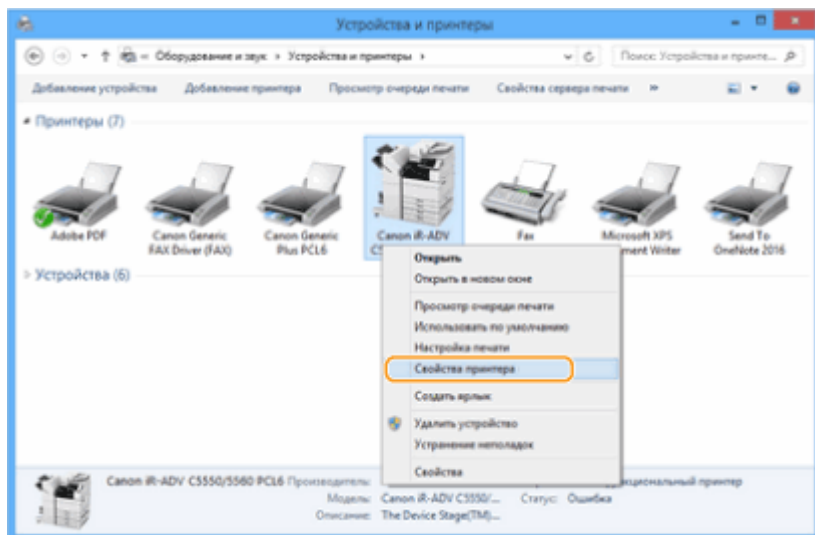 Устройства и принтеры
Оборудование и звук › Устройства и принтеры ›
Поиск: Устройства и принте...
Добавление устройства Добавление принтера Просмотр очереди печати Свойства сервера печати »
Принтеры (7)
Adobe PDF
Canon Generic
FAX Driver (FAX)
Canon Generic
Plus PCL6
Canon iR-ADV
Fax
Microsoft XPS
Send To
OneNote 2016
Устройства (6)
Открыть
Открыть в новом окне
Просмотр очереди печати
Использовать по умолчанию
Настройка печати
Свойства принтера
Создать ярлык
Удалить устройство
Устранение неполадок
Свойства
Canon iR-ADV C5550/5560 PCL6 Производитель:
принтер
Модель: Canon iR-ADV C5550/... Статус: Ошибка
Описание: The Device Stage(TM)...